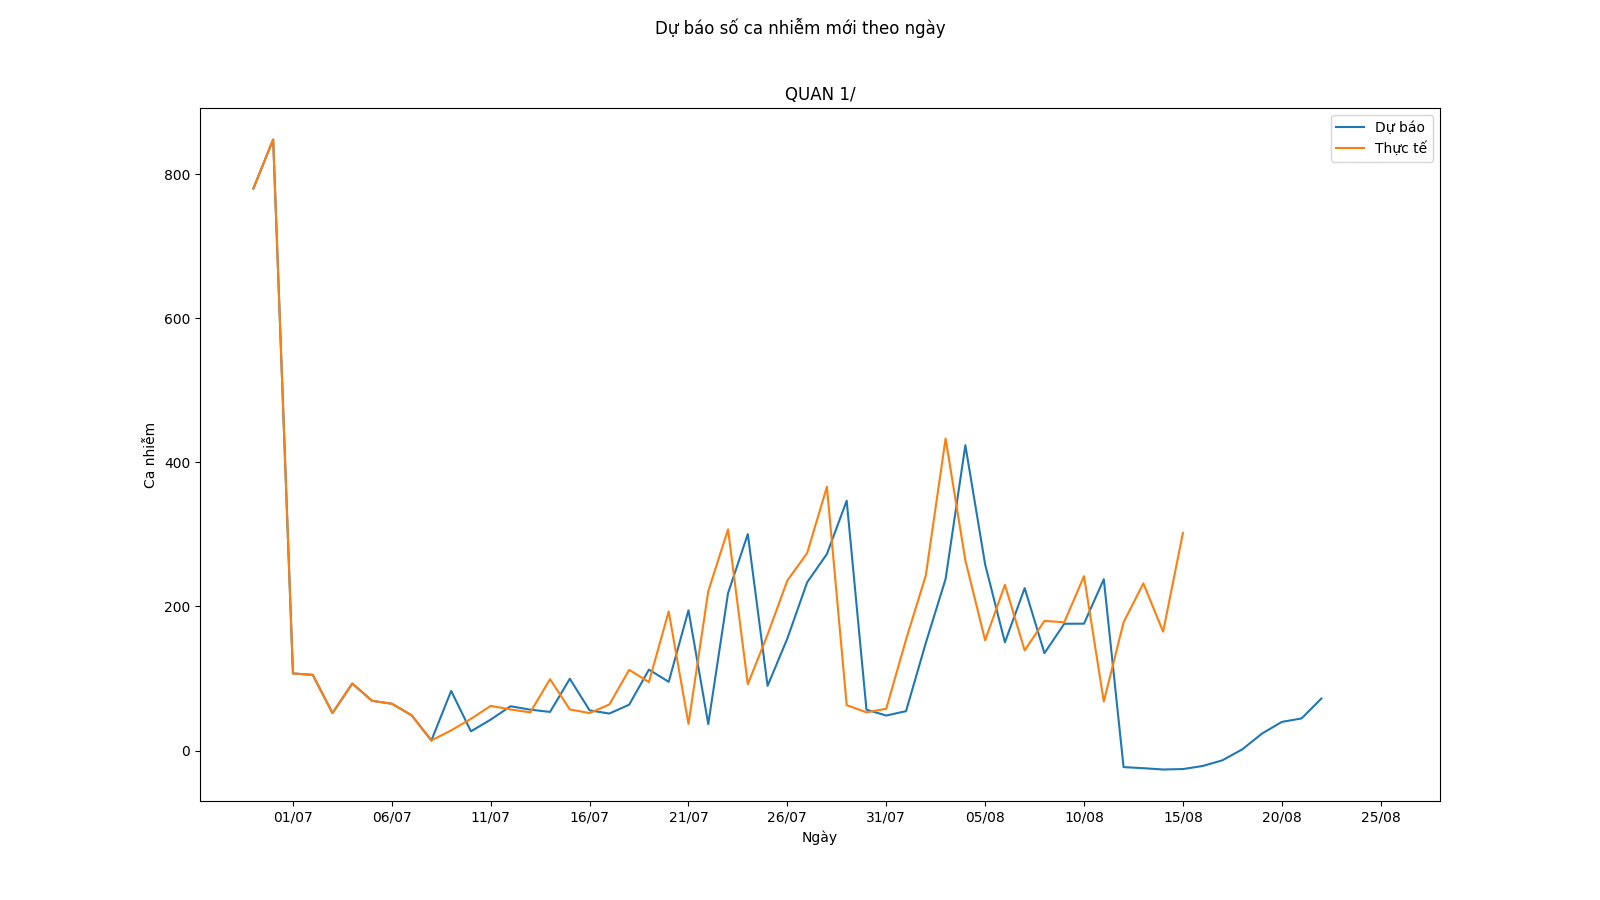 Dự báo số ca nhiễm mới theo ngày
QUAN 1/
Dự báo
Thực tế
800
600
400
200
0
Ca nhiễm
01/07 06/07 11/07 16/07 21/07 26/07 31/07 05/08 10/08 15/08 20/08 25/08
Ngày